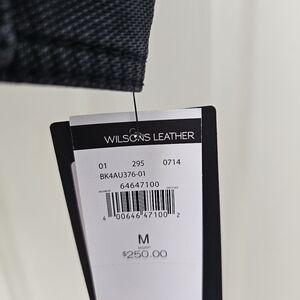 WILSONS LEATHER
01 295 0714
BK4AU376-01
64647100
4 00646 47100 2
M
$250.00